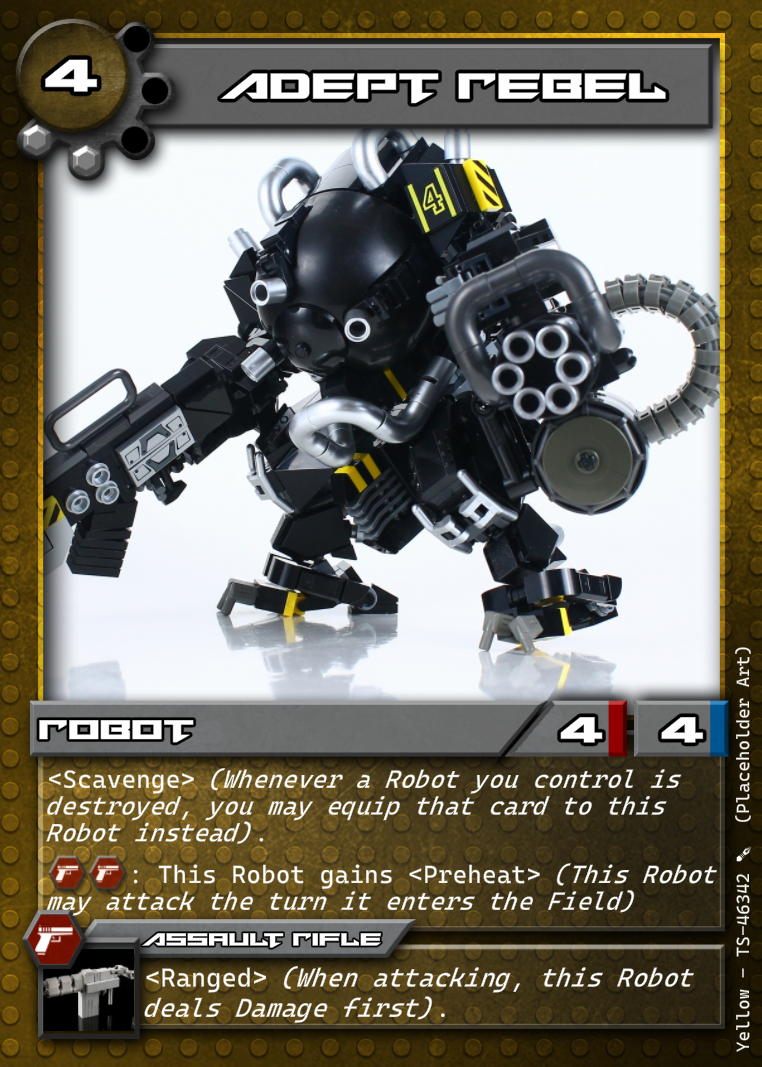 4
ADEPT REBEL
4
ROBOT
4
4
<Scavenge> (Whenever a Robot you control is
destroyed, you may equip that card to this
Robot instead).
: This Robot gains <Preheat> (This Robot
may attack the turn it enters the Field)
ASSAULT RIFLE
<Ranged> (When attacking, this Robot
deals Damage first).
Yellow - TS-46342 ✒ (Placeholder Art)